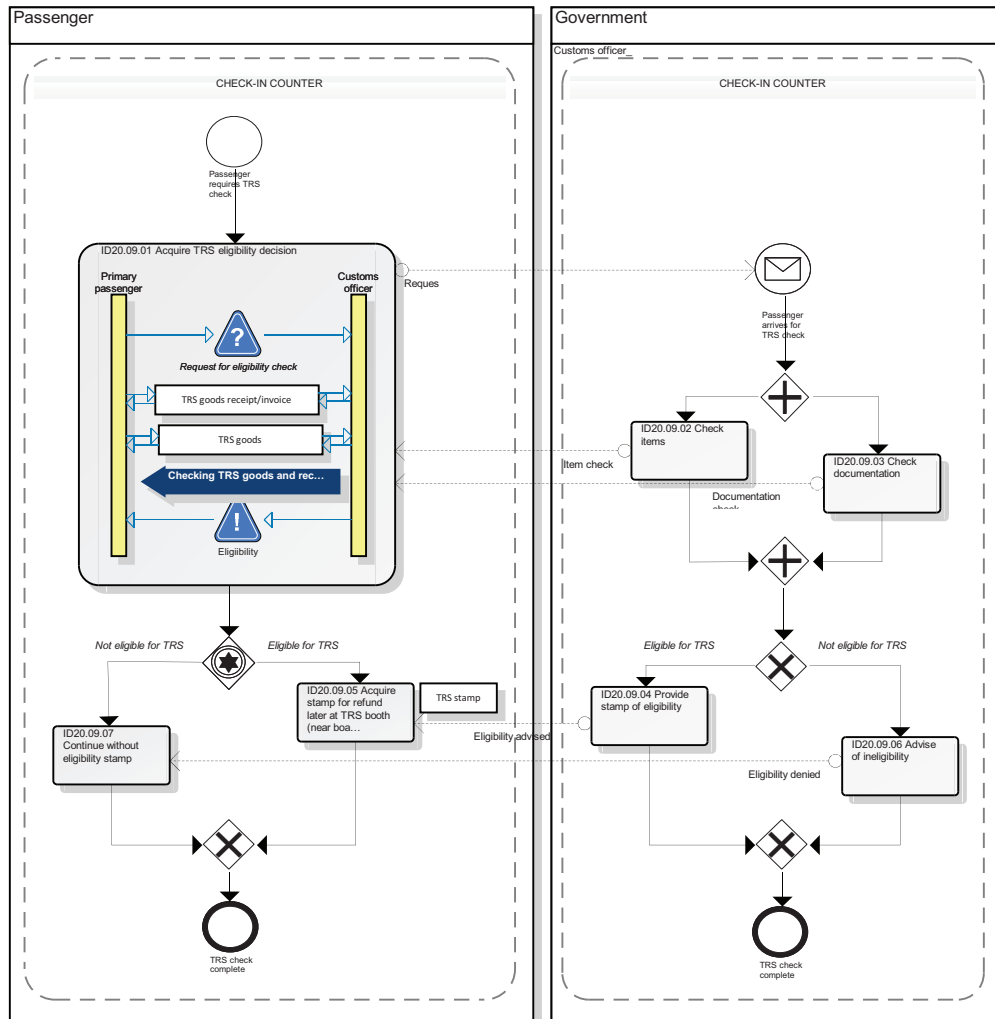 Passenger
CHECK-IN COUNTER
Passenger
requires TRS
check
ID20.09.01 Acquire TRS eligibility decision
Primary
passenger
Customs
officer
?
Request for eligibility check
TRS goods receipt/invoice
TRS goods
Checking TRS goods and rec...
!
Eligiibility
Not eligible for TRS
Eligible for TRS
ID20.09.05 Acquire
stamp for refund
later at TRS booth
(near boa...
TRS stamp
ID20.09.07
Continue without
eligibility stamp
TRS check
complete
Reques
Item check
Documentation
check
Eligibility advised
Eligibility denied
Government
Customs officer_
CHECK-IN COUNTER
Passenger
arrives for
TRS check
ID20.09.02 Check
items
ID20.09.03 Check
documentation
Eligible for TRS
Not eligible for TRS
ID20.09.04 Provide
stamp of eligibility
ID20.09.06 Advise
of ineligibility
TRS check
complete